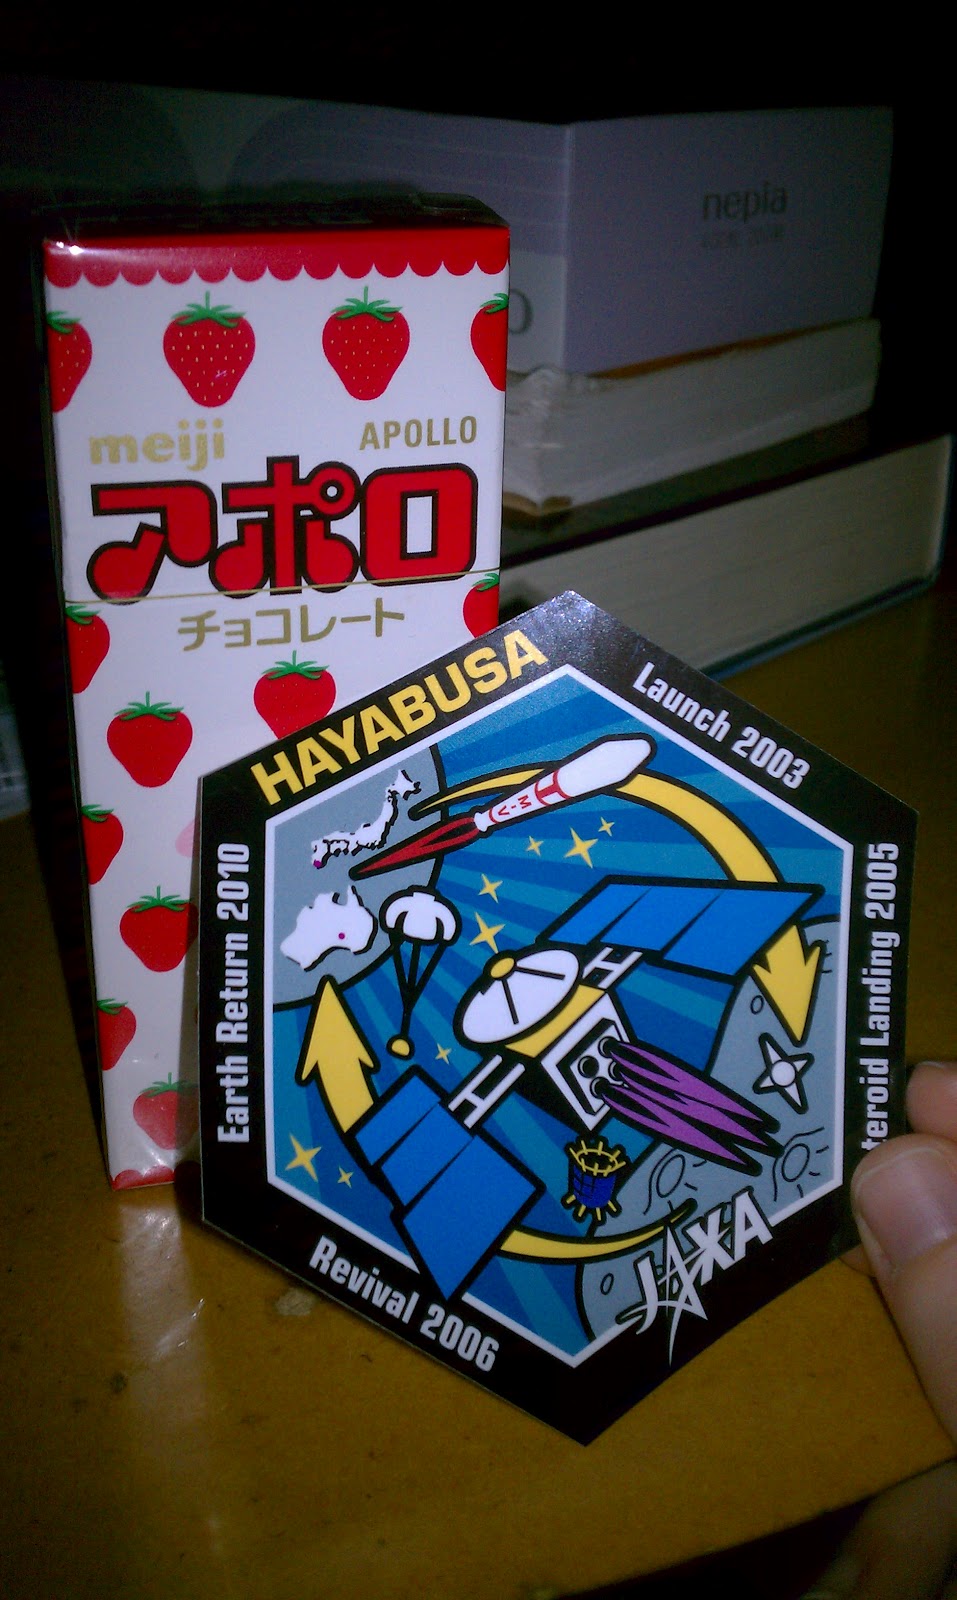 nepia
meiji
APOLLO
アポロ
チョコレート
HAYABUSA
Launch 2003
teroid Landing 2005
Revival 2006
Earth Return 2010
M-V
JAXA